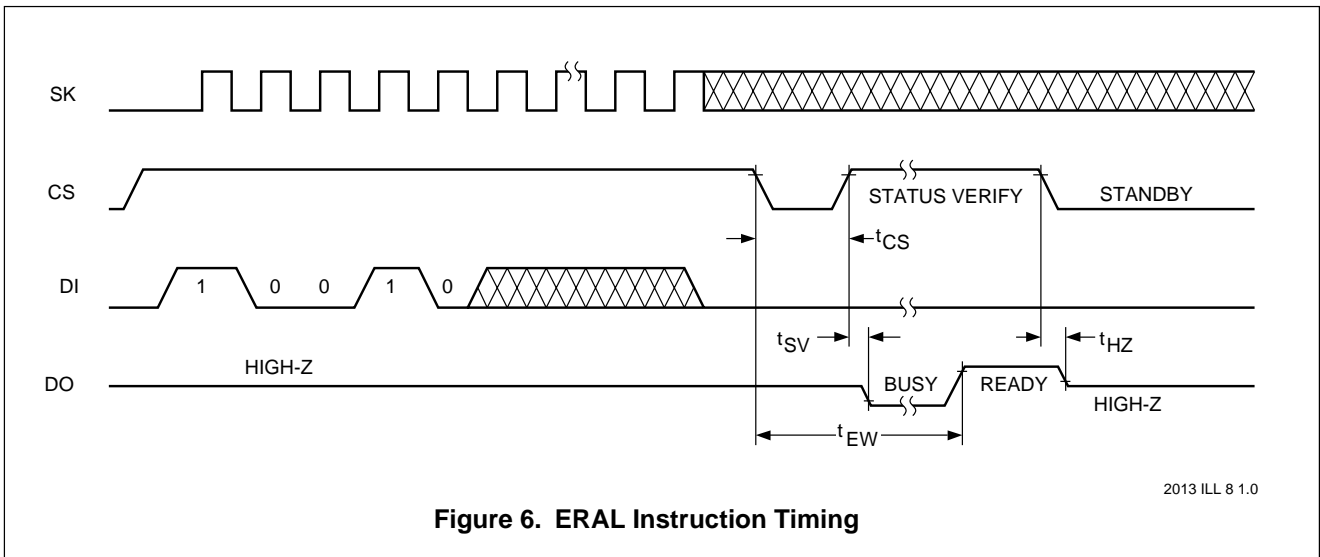 SK
CS
STATUS VERIFY
STANDBY
tCS
DI
1 0 0 1 0
tSV
tHZ
HIGH-Z
DO
BUSY
READY
HIGH-Z
tEW
2013 ILL 8 1.0
Figure 6. ERAL Instruction Timing